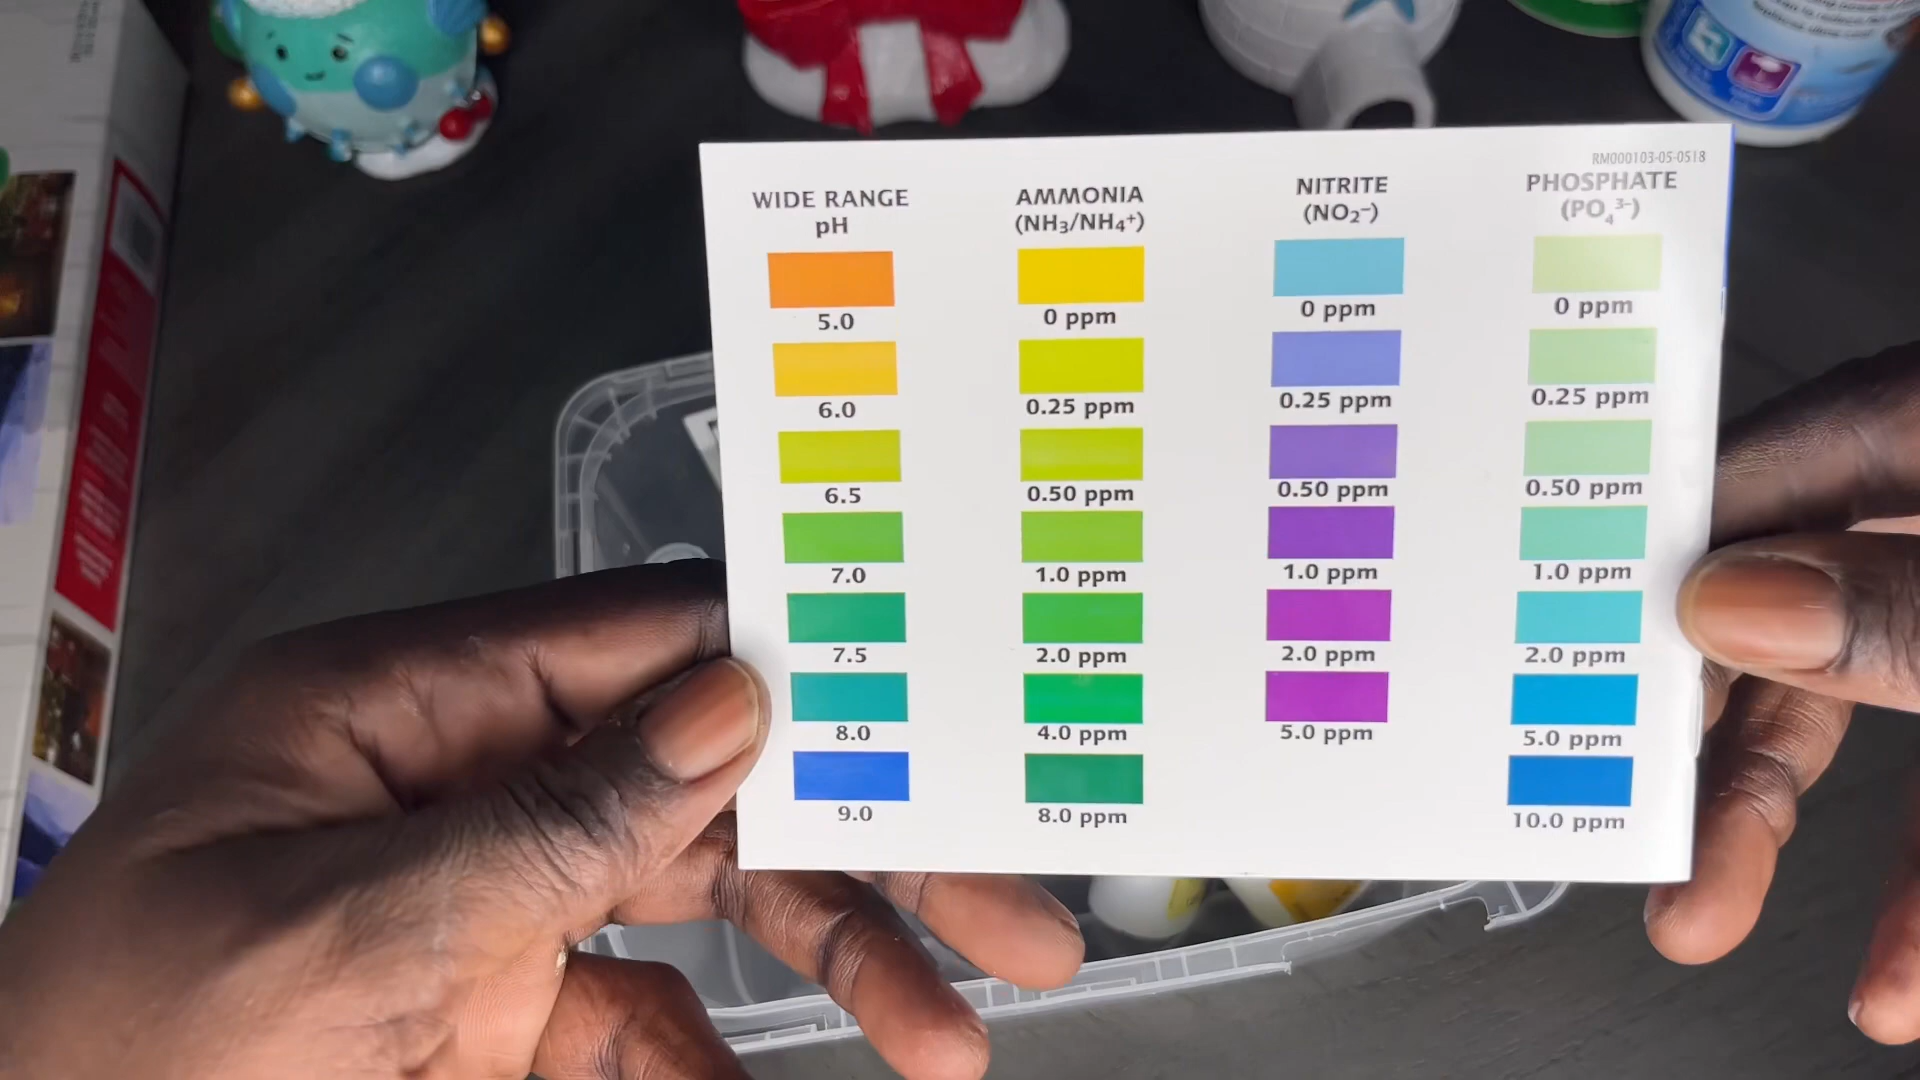 RM000103-05-0518
WIDE RANGE
pH
5.0
6.0
6.5
7.0
7.5
8.0
9.0
AMMONIA
(NH₃/NH₄⁺)
0 ppm
0.25 ppm
0.50 ppm
1.0 ppm
2.0 ppm
4.0 ppm
8.0 ppm
NITRITE
(NO₂⁻)
0 ppm
0.25 ppm
0.50 ppm
1.0 ppm
2.0 ppm
5.0 ppm
PHOSPHATE
(PO₄³⁻)
0 ppm
0.25 ppm
0.50 ppm
1.0 ppm
2.0 ppm
5.0 ppm
10.0 ppm